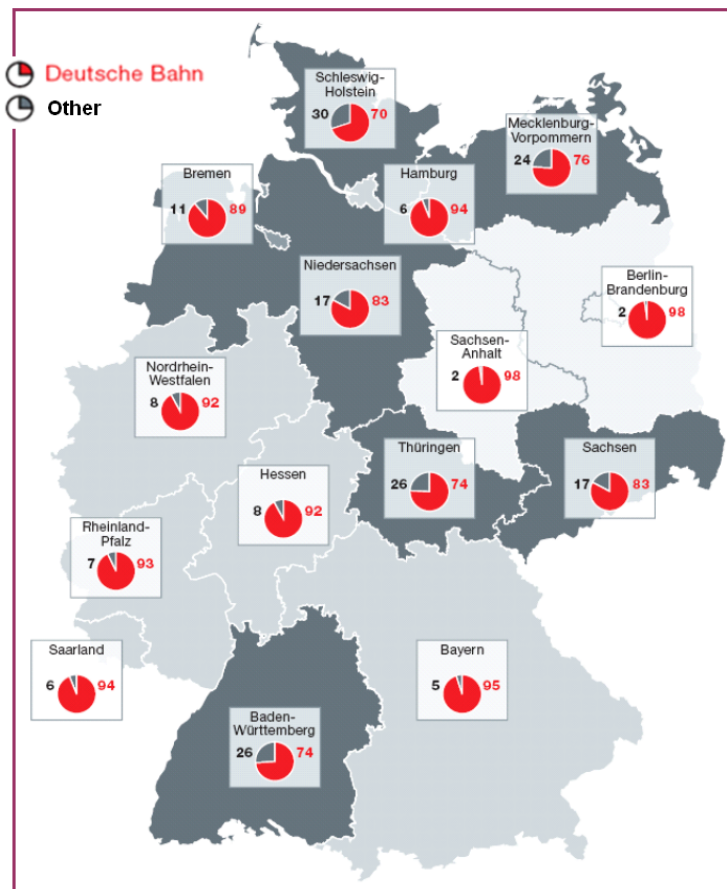 Deutsche Bahn
Other
Schleswig-
Holstein
30 70
Mecklenburg-
Vorpommern
24 76
Bremen
11 89
Hamburg
6 94
Niedersachsen
17 83
Berlin-
Brandenburg
2 98
Sachsen-
Anhalt
2 98
Nordrhein-
Westfalen
8 92
Thüringen
26 74
Sachsen
17 83
Hessen
8 92
Rheinland-
Pfalz
7 93
Saarland
6 94
Bayern
5 95
Baden-
Württemberg
26 74